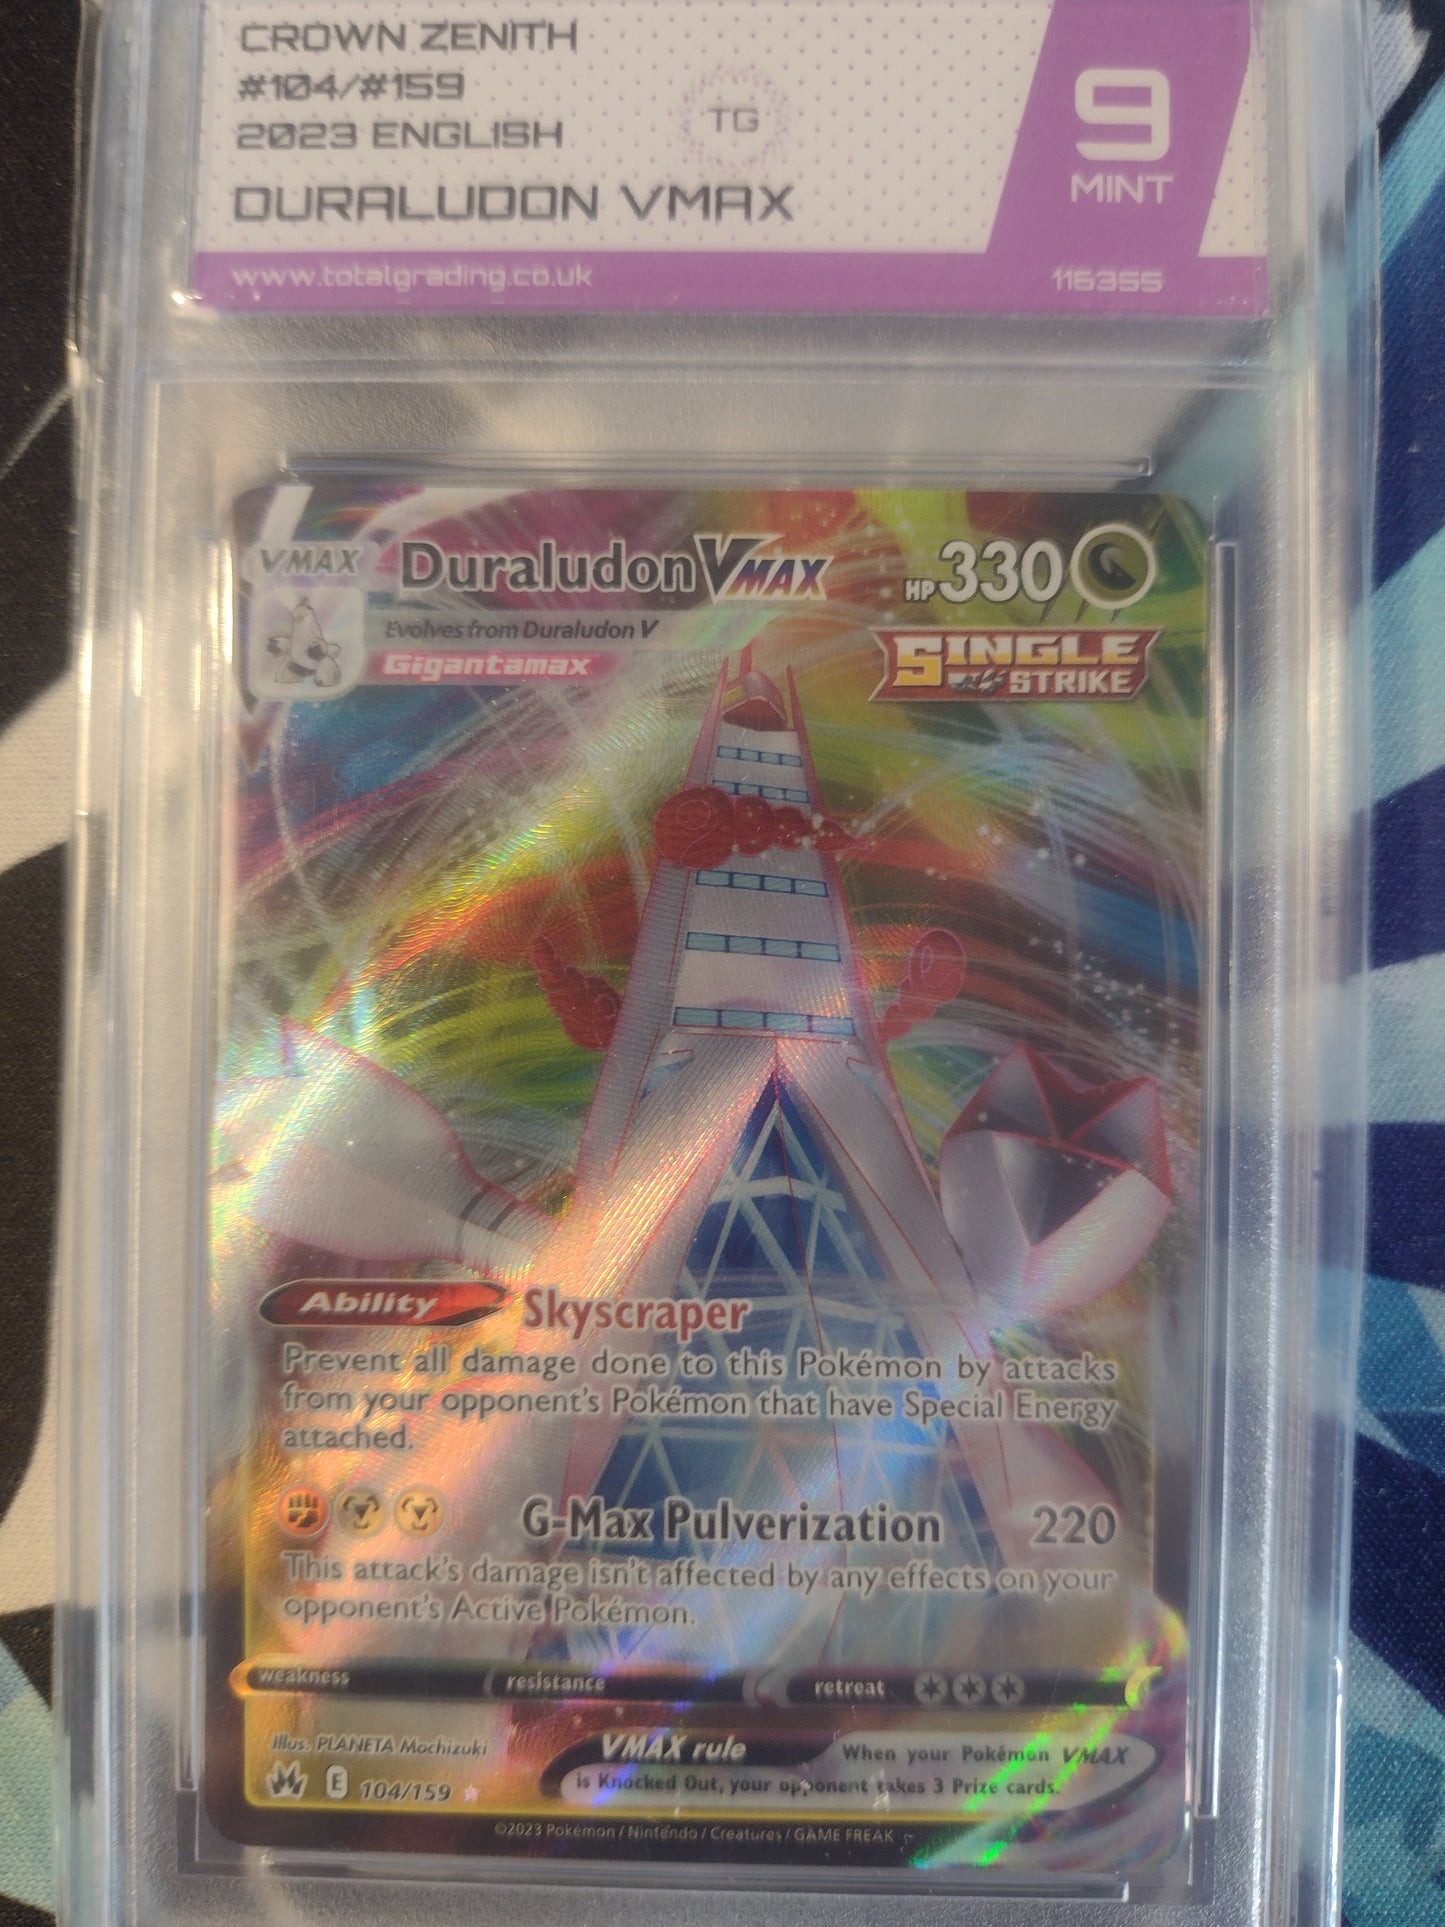 CROWN ZENITH
#104/#159
2023 ENGLISH
TG
DURALUDON VMAX
9
MINT
www.totalgrading.co.uk
116355
VMAX
Duraludon VMAX
HP 330
Evolves from Duraludon V
Gigantamax
SINGLE
STRIKE
Ability Skyscraper
Prevent all damage done to this Pokémon by attacks
from your opponent's Pokémon that have Special Energy
attached.
G-Max Pulverization 220
This attack's damage isn't affected by any effects on your
opponent's Active Pokémon.
weakness resistance retreat
Illus. PLANETA Mochizuki
E 104/159
VMAX rule When your Pokémon VMAX
is Knocked Out, your opponent takes 3 Prize cards.
©2023 Pokémon / Nintendo / Creatures / GAME FREAK